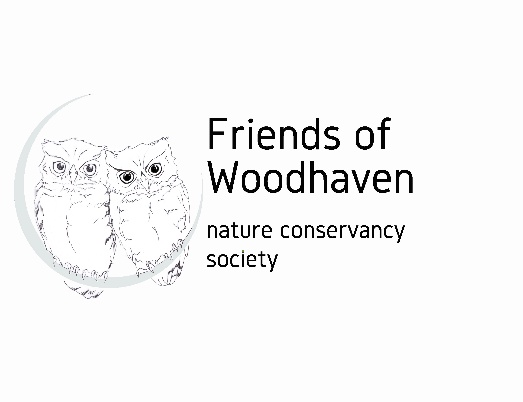 Friends of
Woodhaven
nature conservancy
society